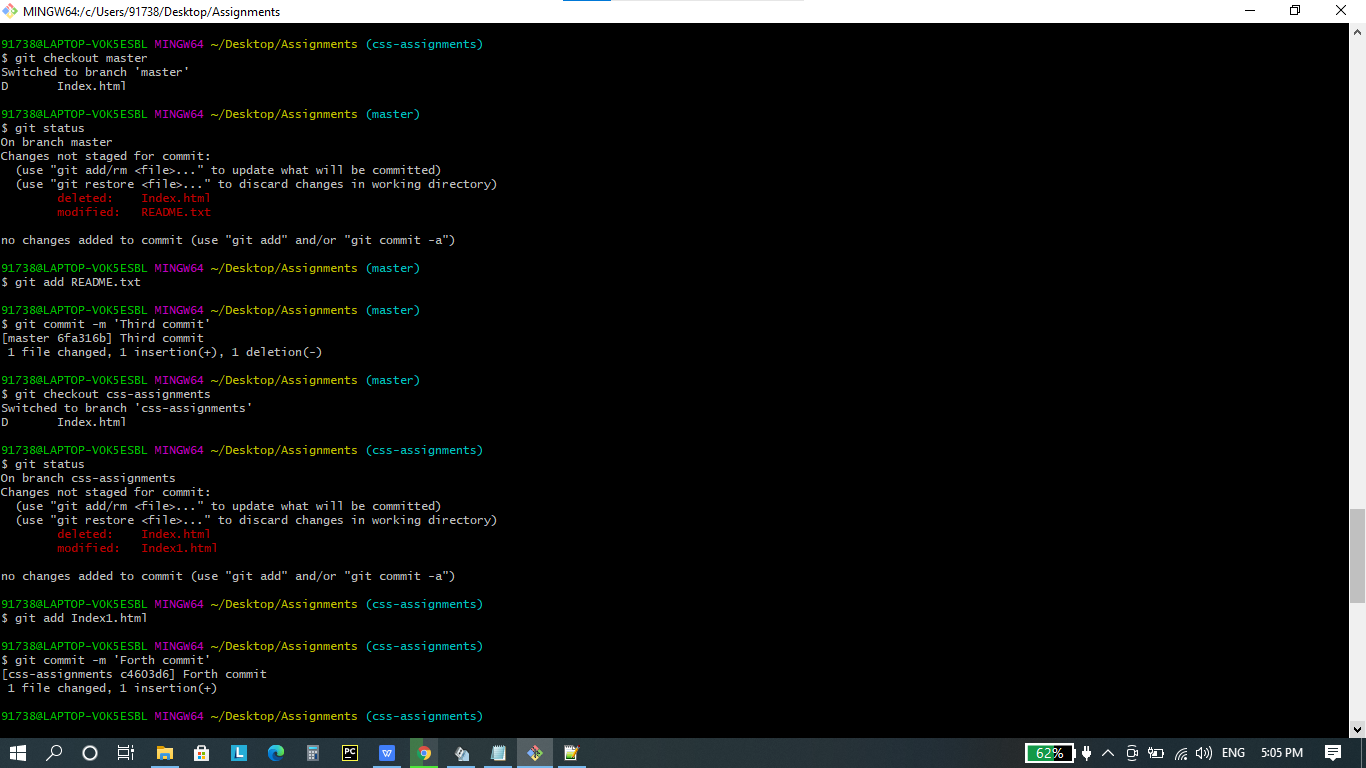 MINGW64:/c/Users/91738/Desktop/Assignments
91738@LAPTOP-VOK5ESBL MINGW64 ~/Desktop/Assignments (css-assignments)
$ git checkout master
Switched to branch 'master'
D       Index.html
91738@LAPTOP-VOK5ESBL MINGW64 ~/Desktop/Assignments (master)
$ git status
On branch master
Changes not staged for commit:
  (use "git add/rm <file>..." to update what will be committed)
  (use "git restore <file>..." to discard changes in working directory)
        deleted:    Index.html
        modified:   README.txt
no changes added to commit (use "git add" and/or "git commit -a")
91738@LAPTOP-VOK5ESBL MINGW64 ~/Desktop/Assignments (master)
$ git add README.txt
91738@LAPTOP-VOK5ESBL MINGW64 ~/Desktop/Assignments (master)
$ git commit -m 'Third commit'
[master 6fa316b] Third commit
 1 file changed, 1 insertion(+), 1 deletion(-)
91738@LAPTOP-VOK5ESBL MINGW64 ~/Desktop/Assignments (master)
$ git checkout css-assignments
Switched to branch 'css-assignments'
D       Index.html
91738@LAPTOP-VOK5ESBL MINGW64 ~/Desktop/Assignments (css-assignments)
$ git status
On branch css-assignments
Changes not staged for commit:
  (use "git add/rm <file>..." to update what will be committed)
  (use "git restore <file>..." to discard changes in working directory)
        deleted:    Index.html
        modified:   Index1.html
no changes added to commit (use "git add" and/or "git commit -a")
91738@LAPTOP-VOK5ESBL MINGW64 ~/Desktop/Assignments (css-assignments)
$ git add Index1.html
91738@LAPTOP-VOK5ESBL MINGW64 ~/Desktop/Assignments (css-assignments)
$ git commit -m 'Forth commit'
[css-assignments c4603d6] Forth commit
 1 file changed, 1 insertion(+)
91738@LAPTOP-VOK5ESBL MINGW64 ~/Desktop/Assignments (css-assignments)
L PC W 62% ENG 5:05 PM